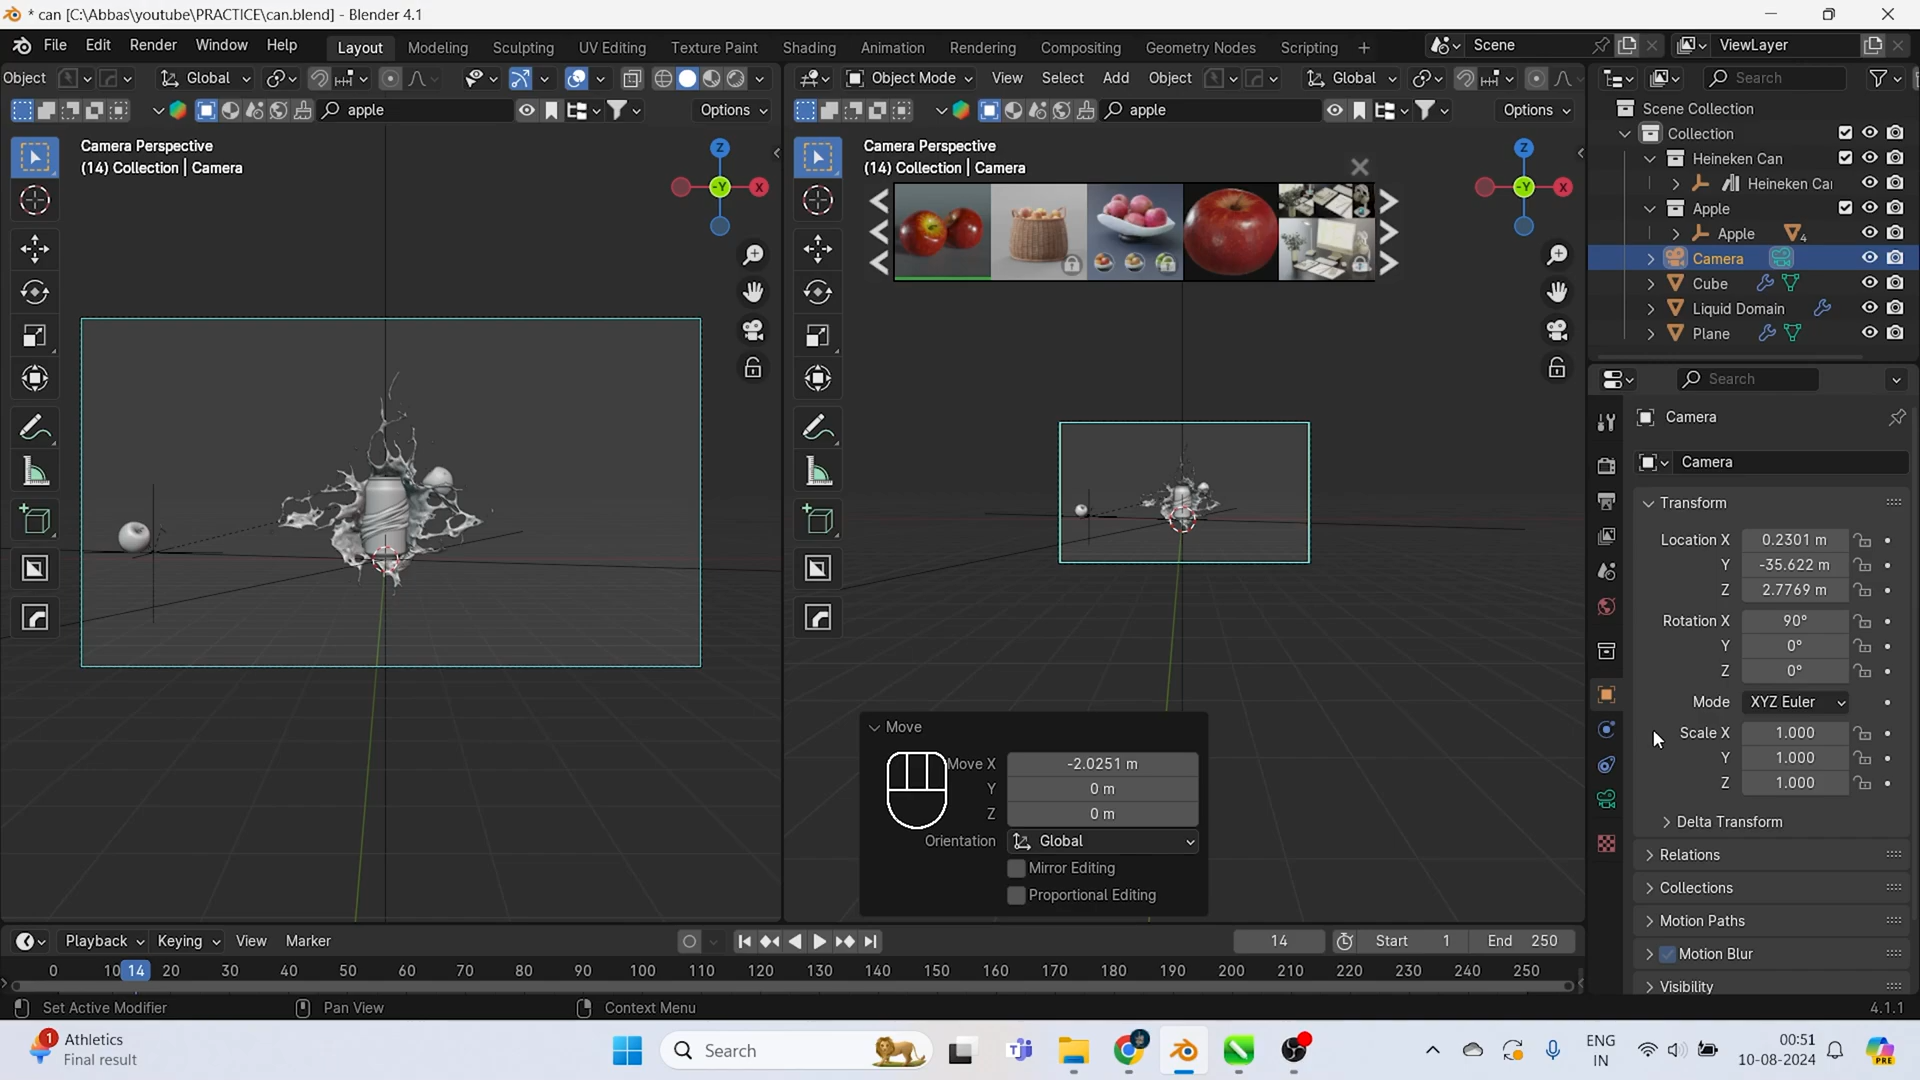 * can [C:\Abbas\youtube\PRACTICE\can.blend] - Blender 4.1
File Edit Render Window Help Layout Modeling Sculpting UV Editing Texture Paint Shading Animation Rendering Compositing Geometry Nodes Scripting + Scene ViewLayer
Object Global Object Mode View Select Add Object Global Search
apple Options apple Options
Scene Collection
Collection
Heineken Can
Heineken Ca
Apple
Apple 4
Camera
Cube
Liquid Domain
Plane
Camera Perspective
(14) Collection | Camera
Z
-Y
X
Camera Perspective
(14) Collection | Camera
Z
-Y
X
Search
Camera
Camera
Transform
Location X 0.2301 m
Y -35.622 m
Z 2.7769 m
Rotation X 90°
Y 0°
Z 0°
Mode XYZ Euler
Scale X 1.000
Y 1.000
Z 1.000
Delta Transform
Relations
Collections
Motion Paths
Motion Blur
Visibility
Move
Move X -2.0251 m
Y 0 m
Z 0 m
Orientation Global
Mirror Editing
Proportional Editing
Playback Keying View Marker 14 Start 1 End 250
0 10 14 20 30 40 50 60 70 80 90 100 110 120 130 140 150 160 170 180 190 200 210 220 230 240 250
Set Active Modifier Pan View Context Menu 4.1.1
1 Athletics
Final result
Search
ENG
IN
00:51
10-08-2024
PRE